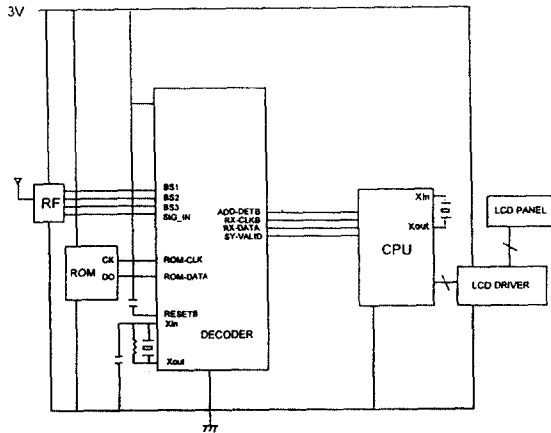 3V
RF
BS1
BS2
BS3
SIG_IN
ROM
CK
DO
ROM-CLK
ROM-DATA
RESETB
Xin
Xout
DECODER
ADD-DETB
RX-CLKB
RX-DATA
SY-VALID
CPU
Xin
Xout
LCD PANEL
LCD DRIVER